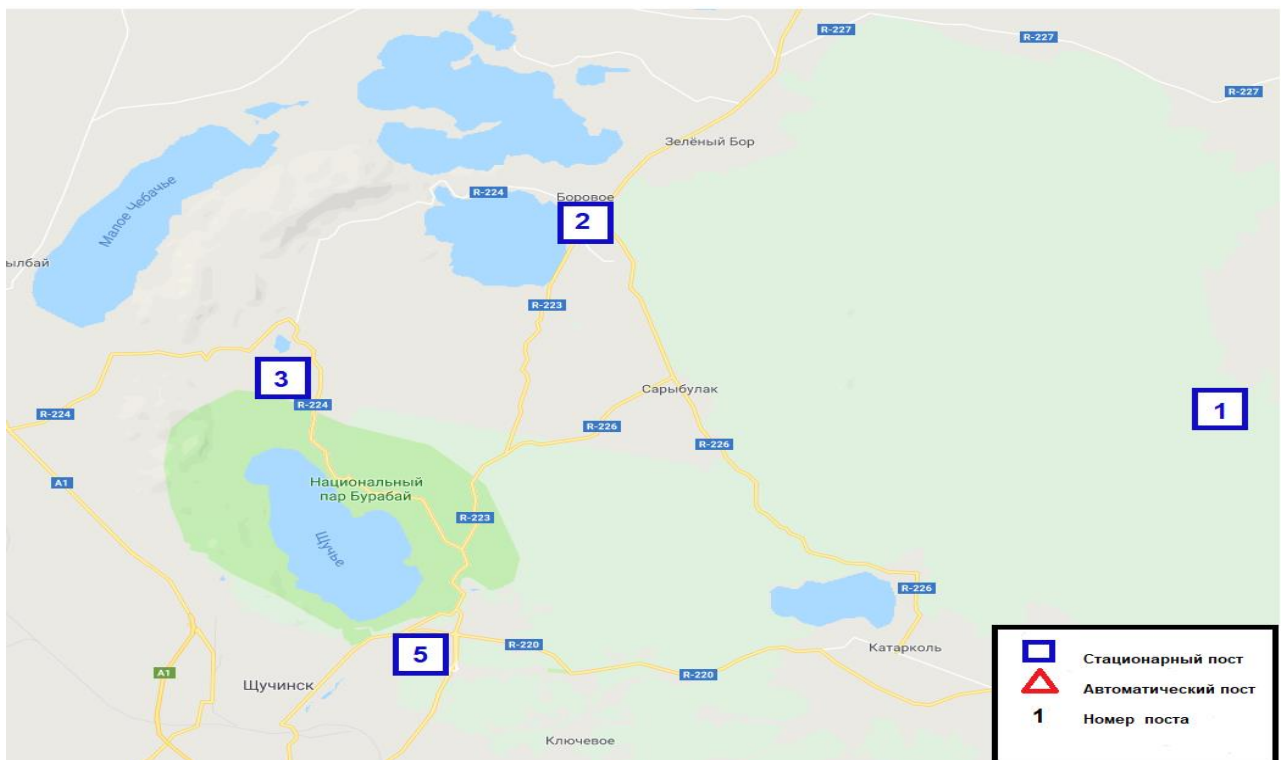 R-227
R-227
R-227
Зелёный Бор
Малое Чебачье
R-224
Боровое
2
ылбай
R-223
3
Сарыбулак
R-224
1
R-224
R-226
R-226
A1
Национальный
пар Бурабай
R-223
Щучье
R-226
5
R-220
Катарколь
A1
R-220
Щучинск
Ключевое
Стационарный пост
Автоматический пост
1 Номер поста